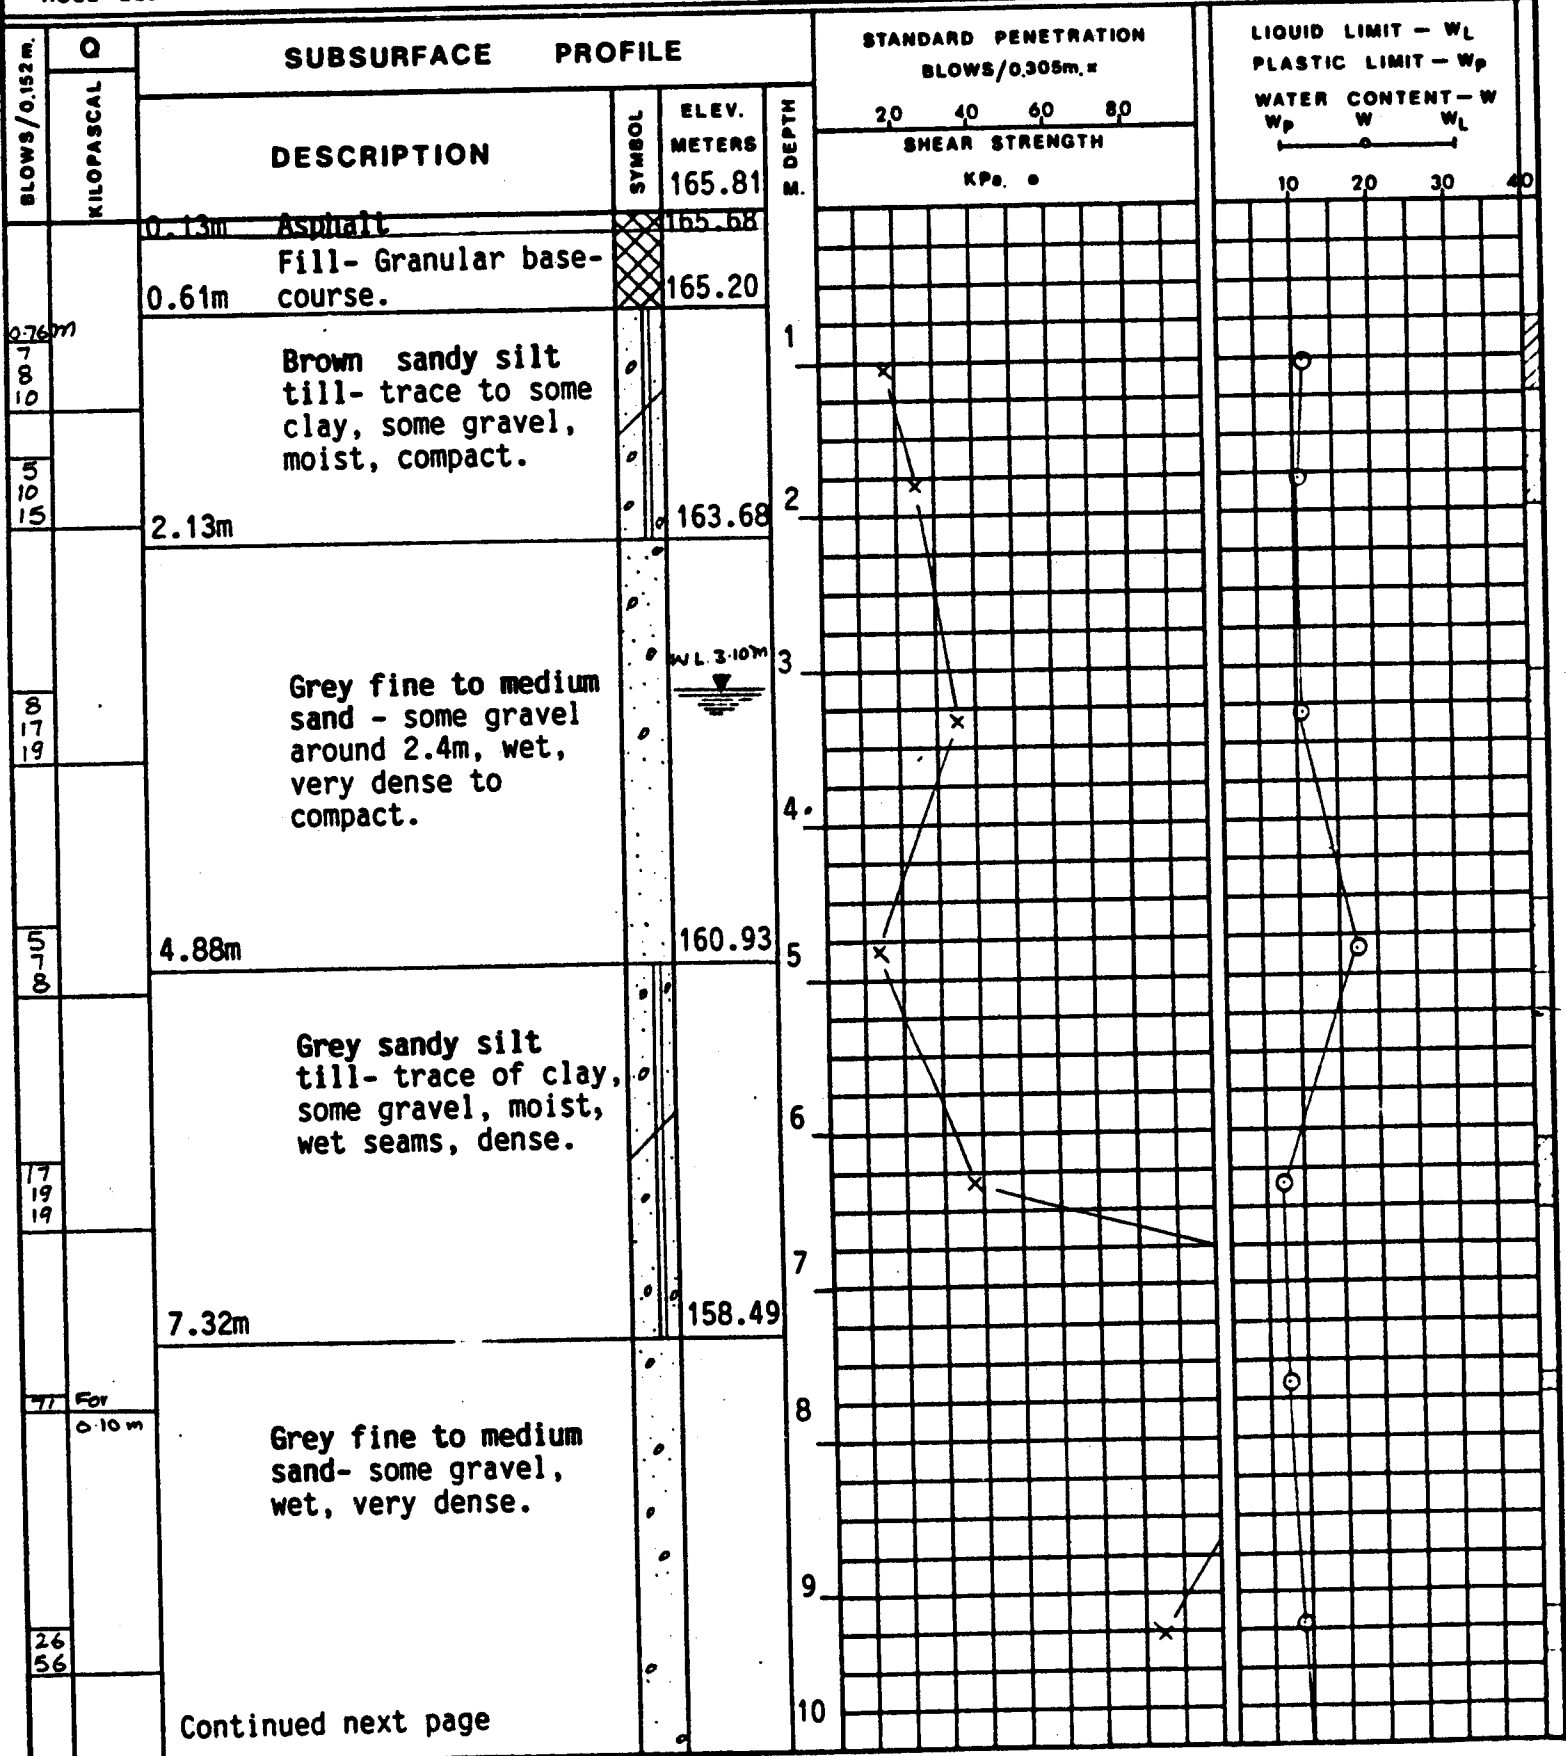 BLOWS/0.152m.
Q
KILOPASCAL
SUBSURFACE PROFILE
DESCRIPTION
SYMBOL
ELEV.
METERS
165.81
M. DEPTH
STANDARD PENETRATION
BLOWS/0.305m. x
20 40 60 80
SHEAR STRENGTH
KPa. •
LIQUID LIMIT — WL
PLASTIC LIMIT — Wp
WATER CONTENT — W
Wp W WL
10 20 30 40
0.13m Asphalt 165.68
Fill- Granular base-
0.61m course. 165.20
0.76m
7
8
10
Brown sandy silt
till- trace to some
clay, some gravel,
moist, compact.
1
5
10
15
2.13m 163.68
2
W L 3.10m
3
Grey fine to medium
sand - some gravel
around 2.4m, wet,
very dense to
compact.
8
17
19
4
5
7
8
4.88m 160.93
5
Grey sandy silt
till- trace of clay,
some gravel, moist,
wet seams, dense.
6
17
19
19
7
7.32m 158.49
71 For
0.10 m
8
Grey fine to medium
sand- some gravel,
wet, very dense.
9
26
56
10
Continued next page